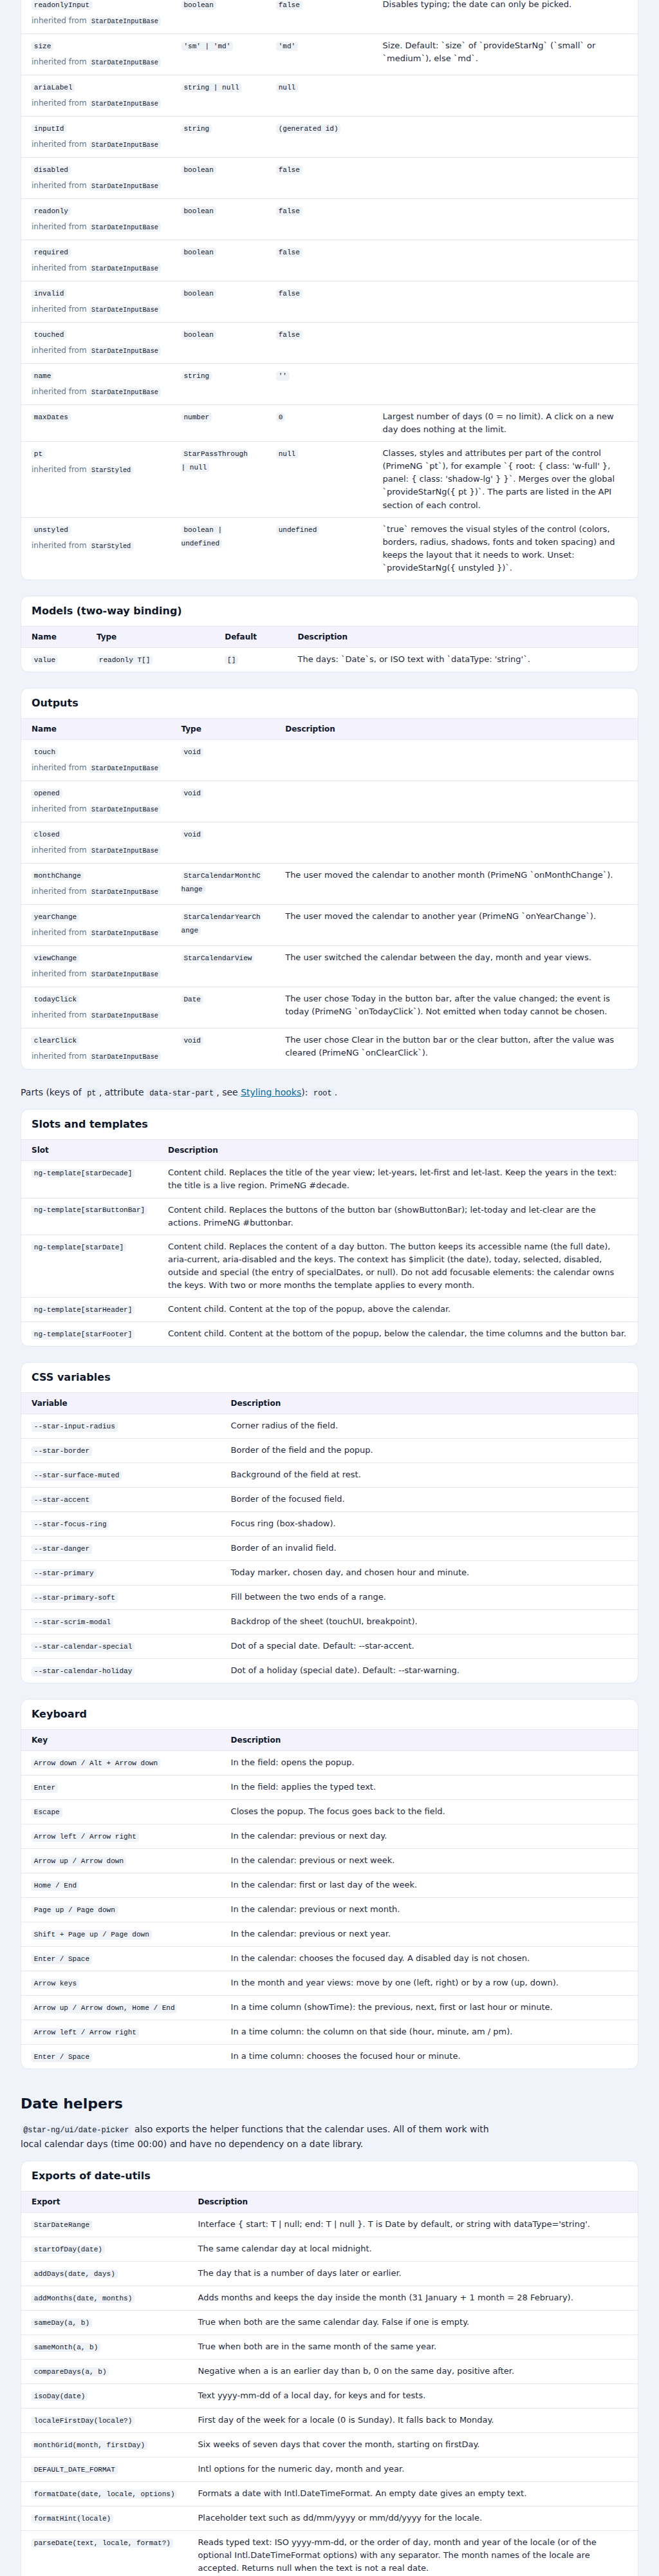 readonlyInput boolean false Disables typing; the date can only be picked.
inherited from StarDateInputBase
size 'sm' | 'md' 'md' Size. Default: `size` of `provideStarNg` (`small` or
inherited from StarDateInputBase `medium`), else `md`.
ariaLabel string | null null
inherited from StarDateInputBase
inputId string (generated id)
inherited from StarDateInputBase
disabled boolean false
inherited from StarDateInputBase
readonly boolean false
inherited from StarDateInputBase
required boolean false
inherited from StarDateInputBase
invalid boolean false
inherited from StarDateInputBase
touched boolean false
inherited from StarDateInputBase
name string ''
inherited from StarDateInputBase
maxDates number 0 Largest number of days (0 = no limit). A click on a new
day does nothing at the limit.
pt StarPassThrough null Classes, styles and attributes per part of the control
inherited from StarStyled | null (PrimeNG `pt`), for example `{ root: { class: 'w-full' },
panel: { class: 'shadow-lg' } }`. Merges over the global
`provideStarNg({ pt })`. The parts are listed in the API
section of each control.
unstyled boolean | undefined `true` removes the visual styles of the control (colors,
inherited from StarStyled undefined borders, radius, shadows, fonts and token spacing) and
keeps the layout that it needs to work. Unset:
`provideStarNg({ unstyled })`.
Models (two-way binding)
Name Type Default Description
value readonly T[] [] The days: `Date`s, or ISO text with `dataType: 'string'`.
Outputs
Name Type Description
touch void
inherited from StarDateInputBase
opened void
inherited from StarDateInputBase
closed void
inherited from StarDateInputBase
monthChange StarCalendarMonthC The user moved the calendar to another month (PrimeNG `onMonthChange`).
inherited from StarDateInputBase hange
yearChange StarCalendarYearCh The user moved the calendar to another year (PrimeNG `onYearChange`).
inherited from StarDateInputBase ange
viewChange StarCalendarView The user switched the calendar between the day, month and year views.
inherited from StarDateInputBase
todayClick Date The user chose Today in the button bar, after the value changed; the event is
inherited from StarDateInputBase today (PrimeNG `onTodayClick`). Not emitted when today cannot be chosen.
clearClick void The user chose Clear in the button bar or the clear button, after the value was
inherited from StarDateInputBase cleared (PrimeNG `onClearClick`).
Parts (keys of pt, attribute data-star-part, see Styling hooks): root.
Slots and templates
Slot Description
ng-template[starDecade] Content child. Replaces the title of the year view; let-years, let-first and let-last. Keep the years in the text:
the title is a live region. PrimeNG #decade.
ng-template[starButtonBar] Content child. Replaces the buttons of the button bar (showButtonBar); let-today and let-clear are the
actions. PrimeNG #buttonbar.
ng-template[starDate] Content child. Replaces the content of a day button. The button keeps its accessible name (the full date),
aria-current, aria-disabled and the keys. The context has $implicit (the date), today, selected, disabled,
outside and special (the entry of specialDates, or null). Do not add focusable elements: the calendar owns
the keys. With two or more months the template applies to every month.
ng-template[starHeader] Content child. Content at the top of the popup, above the calendar.
ng-template[starFooter] Content child. Content at the bottom of the popup, below the calendar, the time columns and the button bar.
CSS variables
Variable Description
--star-input-radius Corner radius of the field.
--star-border Border of the field and the popup.
--star-surface-muted Background of the field at rest.
--star-accent Border of the focused field.
--star-focus-ring Focus ring (box-shadow).
--star-danger Border of an invalid field.
--star-primary Today marker, chosen day, and chosen hour and minute.
--star-primary-soft Fill between the two ends of a range.
--star-scrim-modal Backdrop of the sheet (touchUI, breakpoint).
--star-calendar-special Dot of a special date. Default: --star-accent.
--star-calendar-holiday Dot of a holiday (special date). Default: --star-warning.
Keyboard
Key Description
Arrow down / Alt + Arrow down In the field: opens the popup.
Enter In the field: applies the typed text.
Escape Closes the popup. The focus goes back to the field.
Arrow left / Arrow right In the calendar: previous or next day.
Arrow up / Arrow down In the calendar: previous or next week.
Home / End In the calendar: first or last day of the week.
Page up / Page down In the calendar: previous or next month.
Shift + Page up / Page down In the calendar: previous or next year.
Enter / Space In the calendar: chooses the focused day. A disabled day is not chosen.
Arrow keys In the month and year views: move by one (left, right) or by a row (up, down).
Arrow up / Arrow down, Home / End In a time column (showTime): the previous, next, first or last hour or minute.
Arrow left / Arrow right In a time column: the column on that side (hour, minute, am / pm).
Enter / Space In a time column: chooses the focused hour or minute.
Date helpers
@star-ng/ui/date-picker also exports the helper functions that the calendar uses. All of them work with
local calendar days (time 00:00) and have no dependency on a date library.
Exports of date-utils
Export Description
StarDateRange Interface { start: T | null; end: T | null }. T is Date by default, or string with dataType='string'.
startOfDay(date) The same calendar day at local midnight.
addDays(date, days) The day that is a number of days later or earlier.
addMonths(date, months) Adds months and keeps the day inside the month (31 January + 1 month = 28 February).
sameDay(a, b) True when both are the same calendar day. False if one is empty.
sameMonth(a, b) True when both are in the same month of the same year.
compareDays(a, b) Negative when a is an earlier day than b, 0 on the same day, positive after.
isoDay(date) Text yyyy-mm-dd of a local day, for keys and for tests.
localeFirstDay(locale?) First day of the week for a locale (0 is Sunday). It falls back to Monday.
monthGrid(month, firstDay) Six weeks of seven days that cover the month, starting on firstDay.
DEFAULT_DATE_FORMAT Intl options for the numeric day, month and year.
formatDate(date, locale, options) Formats a date with Intl.DateTimeFormat. An empty date gives an empty text.
formatHint(locale) Placeholder text such as dd/mm/yyyy or mm/dd/yyyy for the locale.
parseDate(text, locale, format?) Reads typed text: ISO yyyy-mm-dd, or the order of day, month and year of the locale (or of the
optional Intl.DateTimeFormat options) with any separator. The month names of the locale are
accepted. Returns null when the text is not a real date.